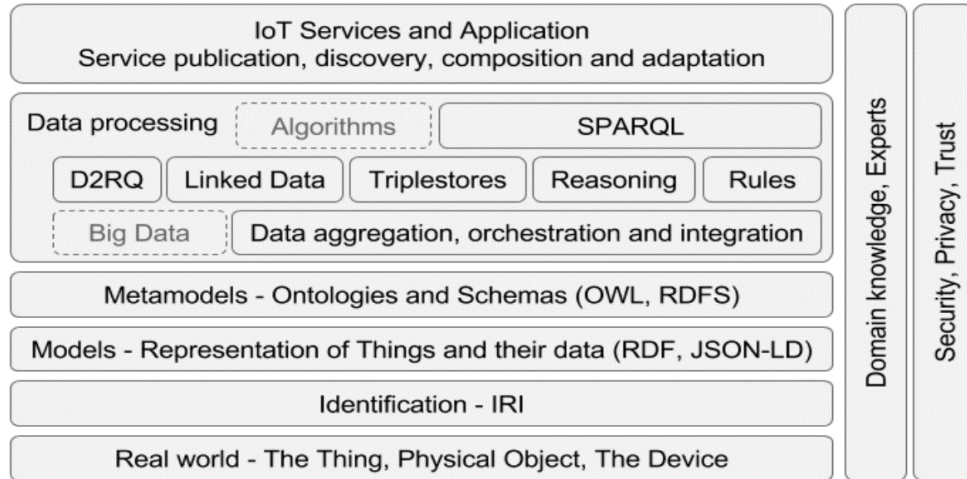 IoT Services and Application
Service publication, discovery, composition and adaptation
Data processing
Algorithms
SPARQL
D2RQ
Linked Data
Triplestores
Reasoning
Rules
Big Data
Data aggregation, orchestration and integration
Metamodels - Ontologies and Schemas (OWL, RDFS)
Models - Representation of Things and their data (RDF, JSON-LD)
Identification - IRI
Real world - The Thing, Physical Object, The Device
Domain knowledge, Experts
Security, Privacy, Trust